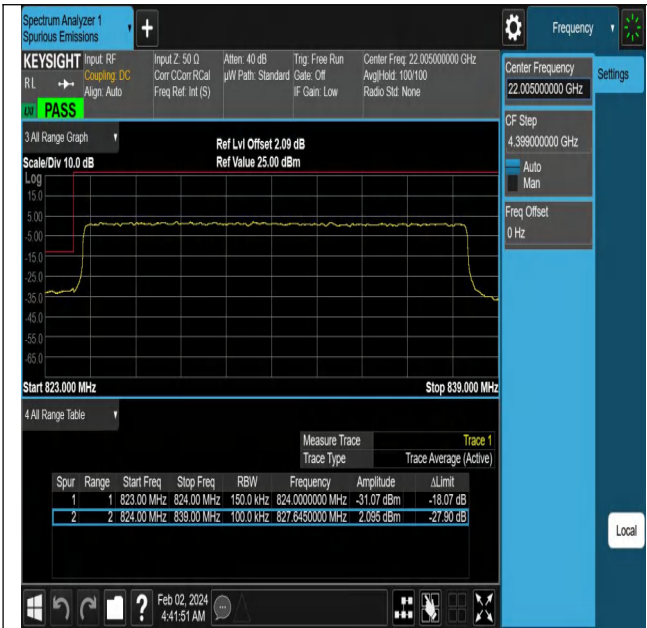 Spectrum Analyzer 1
Spurious Emissions
Frequency
KEYSIGHT Input: RF Input Z: 50 Ω Atten: 40 dB Trig: Free Run Center Freq: 22.005000000 GHz
Coupling: DC Corr CCorr RCal µW Path: Standard Gate: Off Avg|Hold: 100/100
RL Align: Auto Freq Ref: Int (S) IF Gain: Low Radio Std: None
PASS
Center Frequency
22.005000000 GHz
Settings
CF Step
4.399000000 GHz
Auto
Man
Freq Offset
0 Hz
3 All Range Graph
Ref Lvl Offset 2.09 dB
Scale/Div 10.0 dB Ref Value 25.00 dBm
Log
15.0
5.00
-5.00
-15.0
-25.0
-35.0
-45.0
-55.0
-65.0
Start 823.000 MHz Stop 839.000 MHz
4 All Range Table
Measure Trace Trace 1
Trace Type Trace Average (Active)
Spur Range Start Freq Stop Freq RBW Frequency Amplitude ΔLimit
1 1 823.00 MHz 824.00 MHz 150.0 kHz 824.0000000 MHz -31.07 dBm -18.07 dB
2 2 824.00 MHz 839.00 MHz 100.0 kHz 827.6450000 MHz 2.095 dBm -27.90 dB
Local
Feb 02, 2024
4:41:51 AM